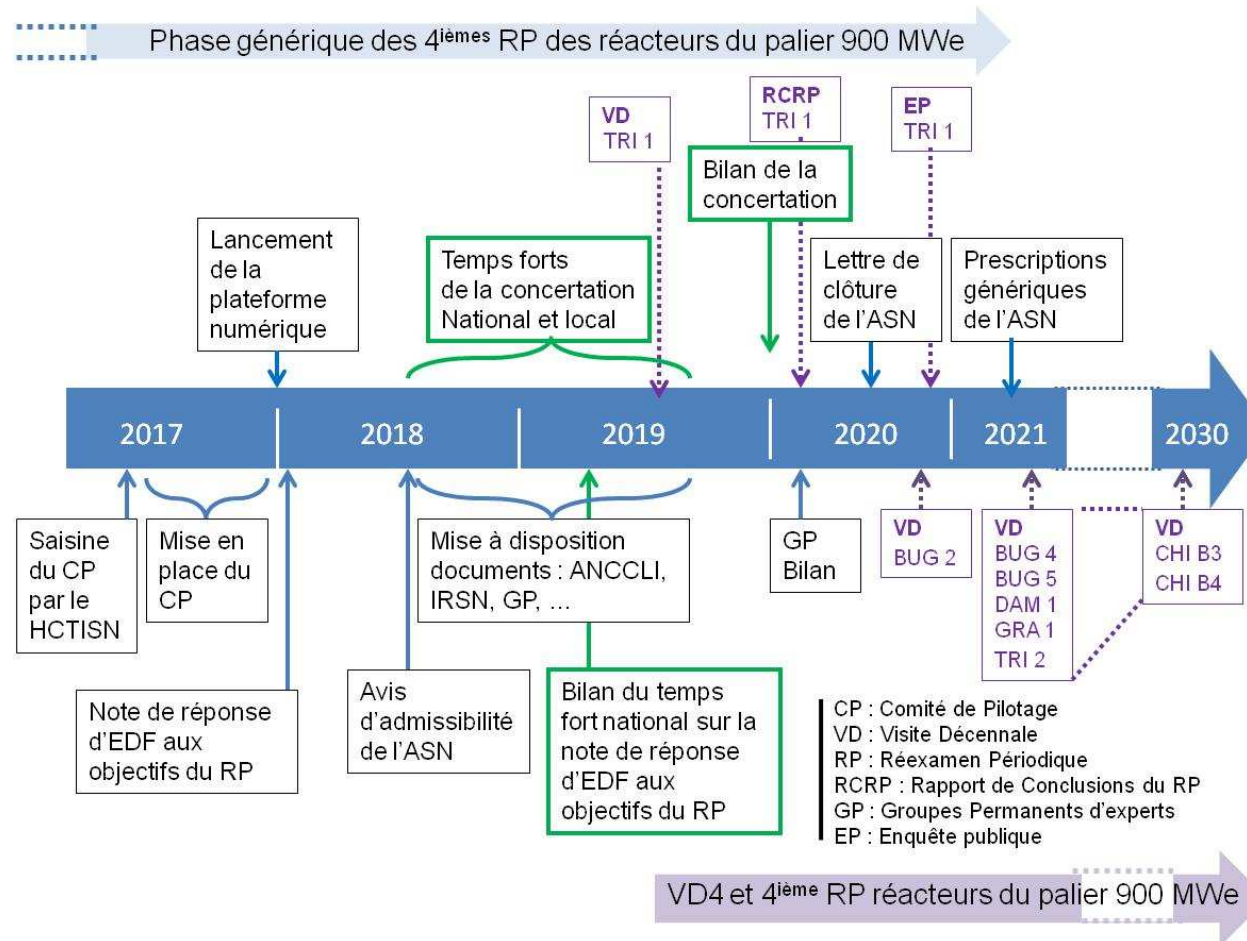 Phase générique des 4ièmes RP des réacteurs du palier 900 MWe
VD
TRI 1
RCRP
TRI 1
EP
TRI 1
Bilan de la
concertation
Lancement
de la
plateforme
numérique
Temps forts
de la concertation
National et local
Lettre de
clôture
de l'ASN
Prescriptions
génériques
de l'ASN
2017
2018
2019
2020
2021
2030
Saisine
du CP
par le
HCTISN
Mise en
place du
CP
Mise à disposition
documents : ANCCLI,
IRSN, GP, ...
GP
Bilan
VD
BUG 2
VD
BUG 4
BUG 5
DAM 1
GRA 1
TRI 2
VD
CHI B3
CHI B4
Note de réponse
d'EDF aux
objectifs du RP
Avis
d'admissibilité
de l'ASN
Bilan du temps
fort national sur la
note de réponse
d'EDF aux
objectifs du RP
CP : Comité de Pilotage
VD : Visite Décennale
RP : Réexamen Périodique
RCRP : Rapport de Conclusions du RP
GP : Groupes Permanents d'experts
EP : Enquête publique
VD4 et 4ième RP réacteurs du palier 900 MWe